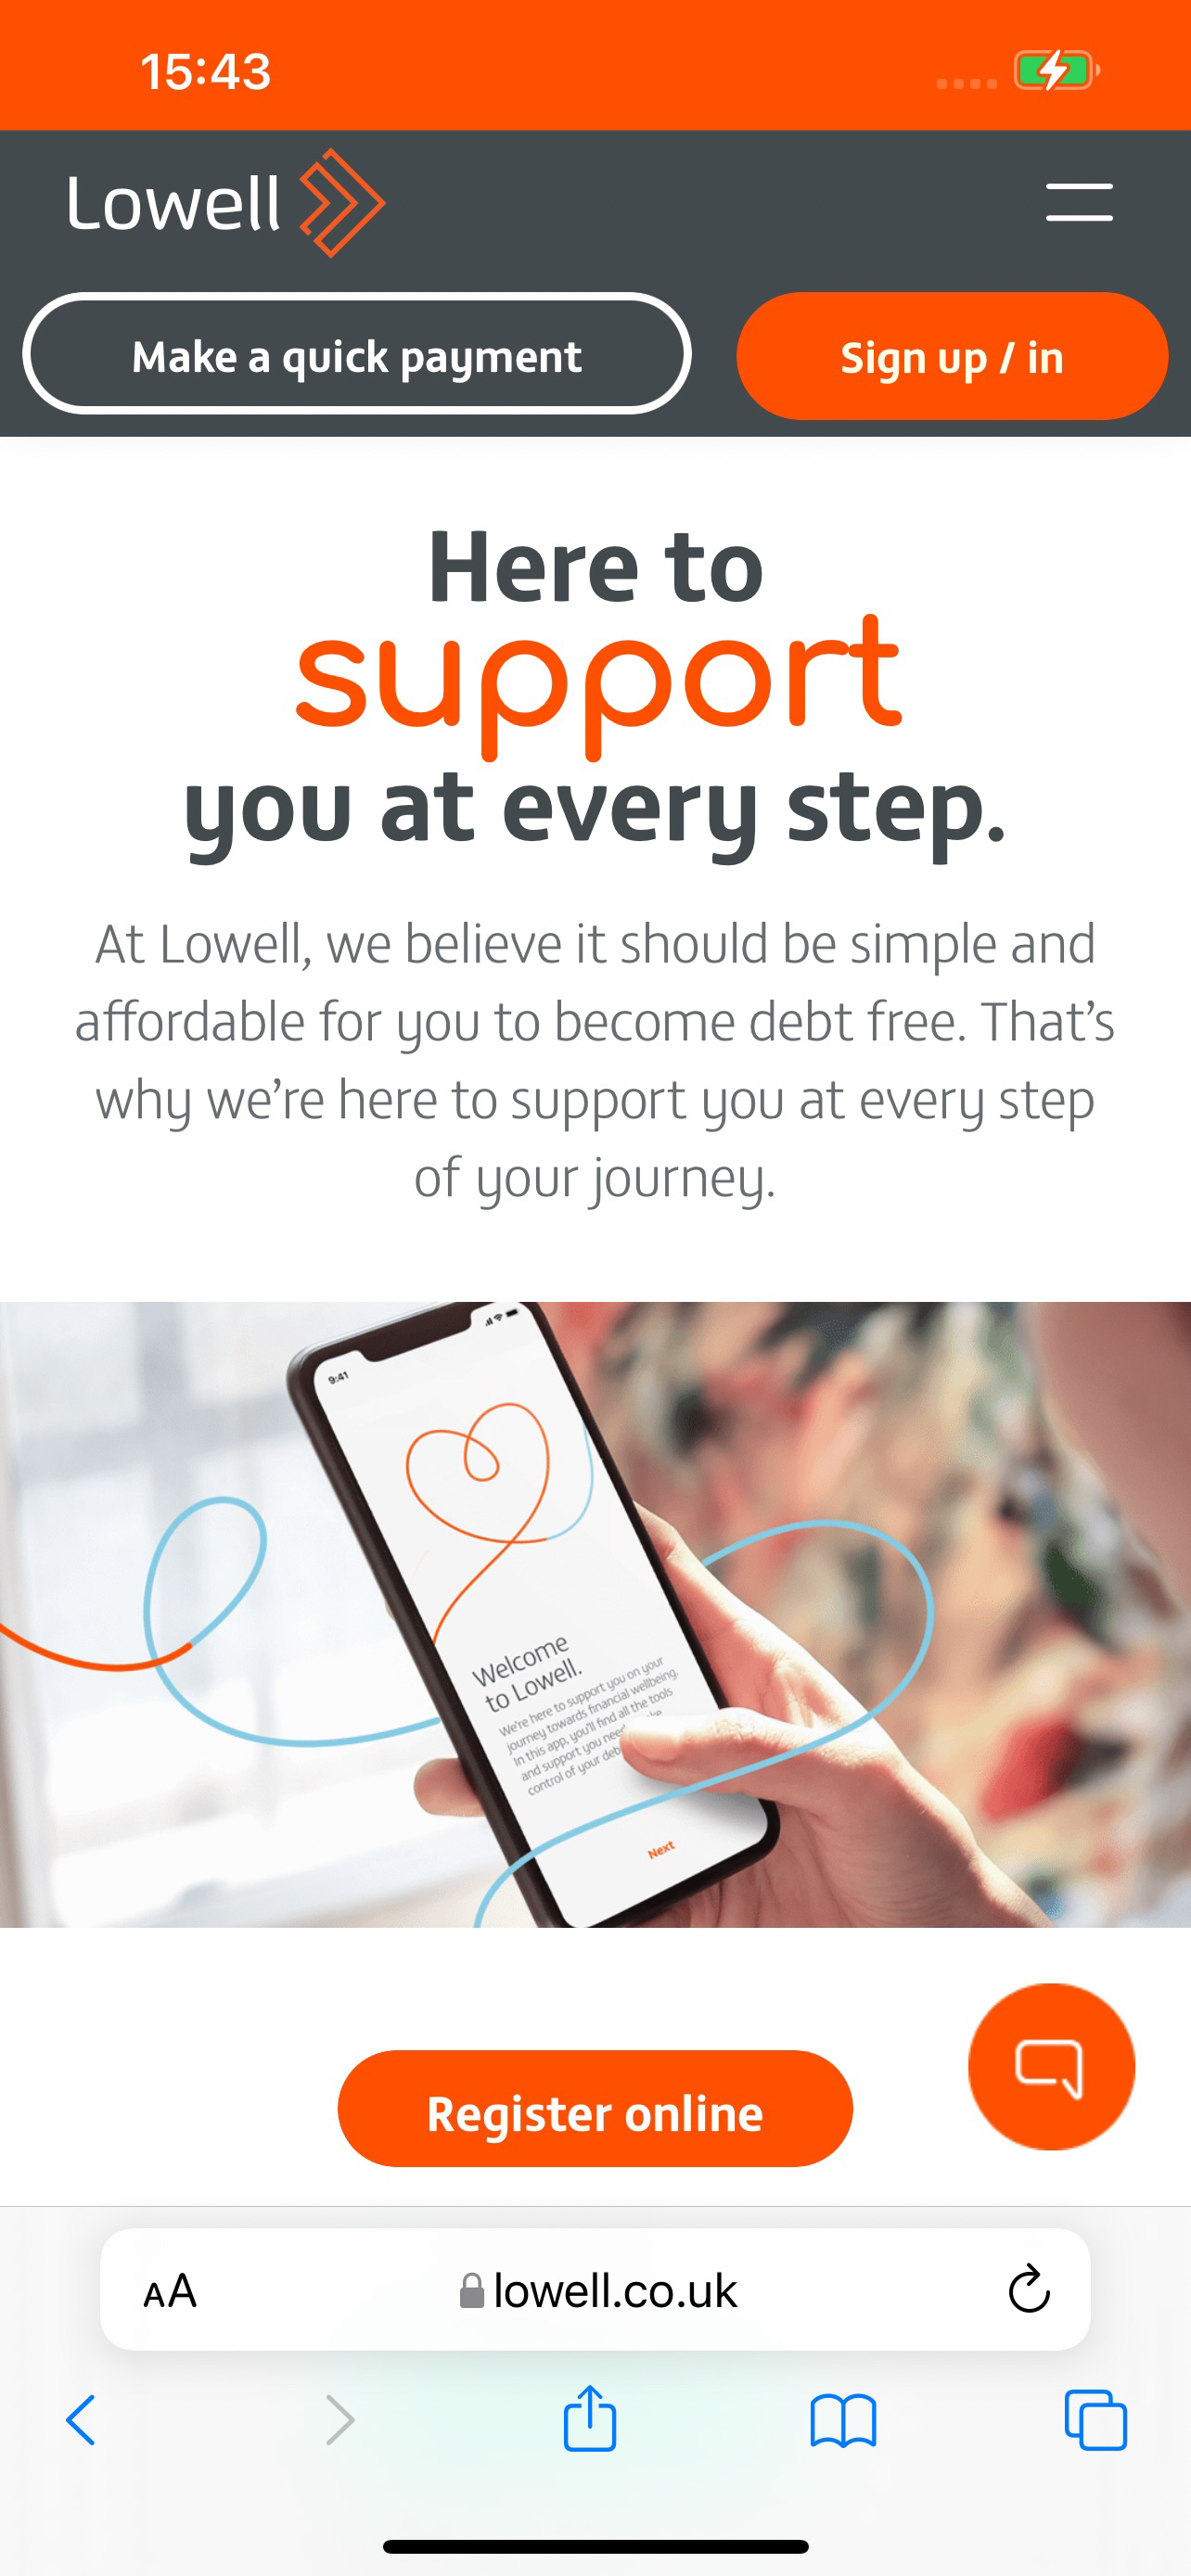 15:43
Lowell
Make a quick payment
Sign up / in
Here to
support
you at every step.
At Lowell, we believe it should be simple and
affordable for you to become debt free. That’s
why we’re here to support you at every step
of your journey.
9:41
Welcome
to Lowell.
We're here to support you on your
journey towards financial wellbeing.
In this app, you'll find all the tools
and support you need
control of your deb
Next
Register online
AA
lowell.co.uk